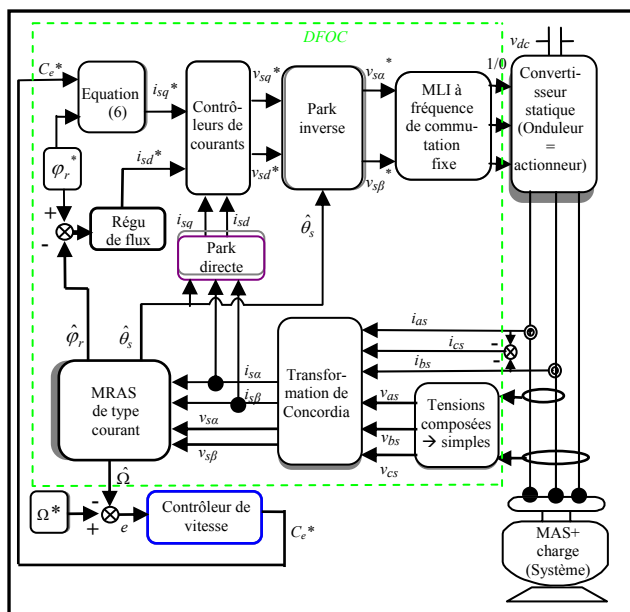 DFOC
v_dc
C_e*
Equation
(6)
i_sq*
Contrô-
leurs de
courants
v_sq*
v_sd*
Park
inverse
v_sα*
v_sβ*
MLI à
fréquence
de commu-
tation
fixe
1/0
Convertis-
seur
statique
(Onduleur
=
actionneur)
φ_r*
i_sd*
+
-
Régu
de flux
i_sq
i_sd
Park
directe
θ̂_s
φ̂_r
θ̂_s
MRAS
de type
courant
i_sα
i_sβ
v_sα
v_sβ
Transfor-
mation de
Concordia
i_as
i_cs
i_bs
-
-
v_as
v_bs
v_cs
Tensions
composées
→ simples
Ω̂
Ω*
-
+
e
Contrôleur de
vitesse
C_e*
MAS+
charge
(Système)